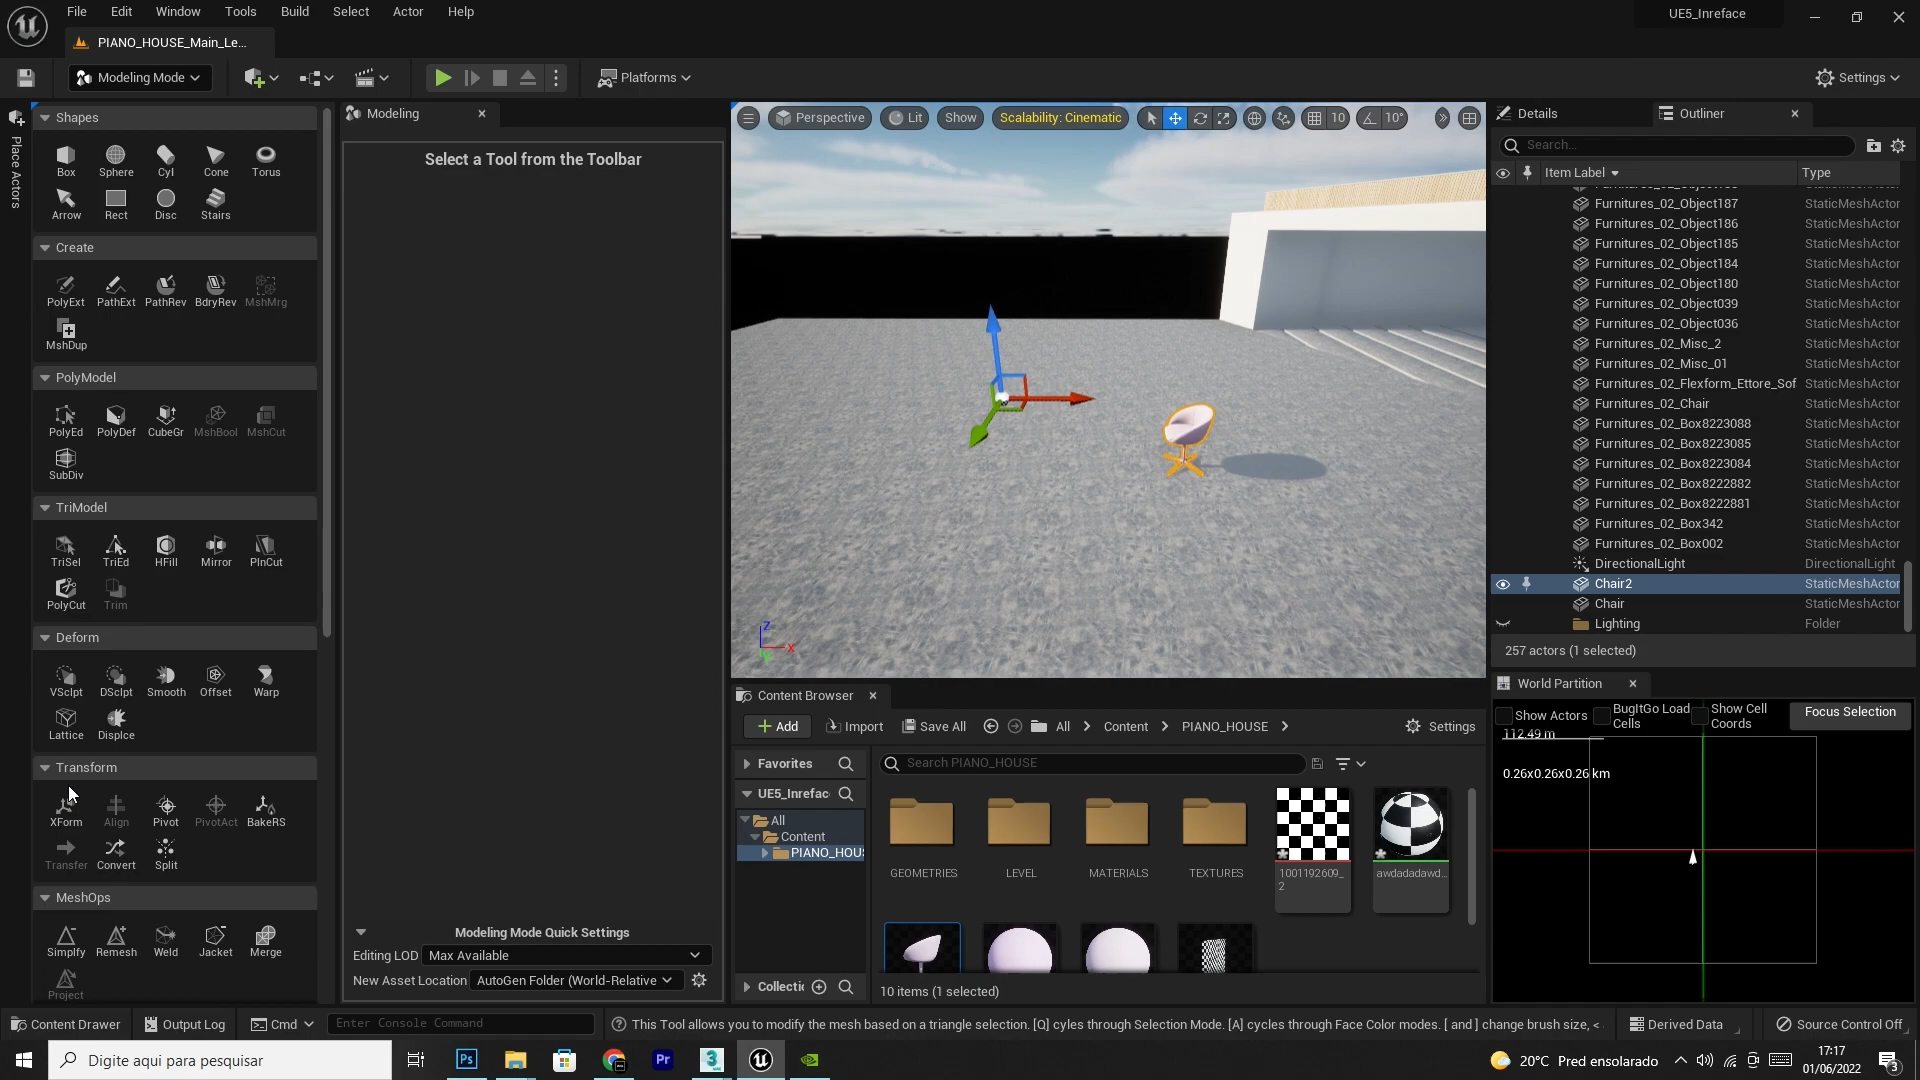 File Edit Window Tools Build Select Actor Help
UE5_Inreface
PIANO_HOUSE_Main_Le...
Modeling Mode
Platforms
Settings
Place Actors
Shapes
Box Sphere Cyl Cone Torus
Arrow Rect Disc Stairs
Create
PolyExt PathExt PathRev BdryRev MshMrg
MshDup
PolyModel
PolyEd PolyDef CubeGr MshBool MshCut
SubDiv
TriModel
TriSel TriEd HFill Mirror PlnCut
PolyCut Trim
Deform
VSclpt DSclpt Smooth Offset Warp
Lattice Displce
Transform
XForm Align Pivot PivotAct BakeRS
Transfer Convert Split
MeshOps
Simplfy Remesh Weld Jacket Merge
Project
Modeling
Select a Tool from the Toolbar
Modeling Mode Quick Settings
Editing LOD Max Available
New Asset Location AutoGen Folder (World-Relative
Perspective Lit Show Scalability: Cinematic 10 10°
Z
X
Y
Content Browser
Add Import Save All All Content PIANO_HOUSE Settings
Favorites
Search PIANO_HOUSE
UE5_Inrefac
All
Content
PIANO_HOU
Collectic
GEOMETRIES LEVEL MATERIALS TEXTURES 1001192609_2 awdadadawd...
10 items (1 selected)
Details Outliner
Search...
Item Label Type
Furnitures_02_Object187 StaticMeshActor
Furnitures_02_Object186 StaticMeshActor
Furnitures_02_Object185 StaticMeshActor
Furnitures_02_Object184 StaticMeshActor
Furnitures_02_Object180 StaticMeshActor
Furnitures_02_Object039 StaticMeshActor
Furnitures_02_Object036 StaticMeshActor
Furnitures_02_Misc_2 StaticMeshActor
Furnitures_02_Misc_01 StaticMeshActor
Furnitures_02_Flexform_Ettore_Sof StaticMeshActor
Furnitures_02_Chair StaticMeshActor
Furnitures_02_Box8223088 StaticMeshActor
Furnitures_02_Box8223085 StaticMeshActor
Furnitures_02_Box8223084 StaticMeshActor
Furnitures_02_Box8222882 StaticMeshActor
Furnitures_02_Box8222881 StaticMeshActor
Furnitures_02_Box342 StaticMeshActor
Furnitures_02_Box002 StaticMeshActor
DirectionalLight DirectionalLight
Chair2 StaticMeshActor
Chair StaticMeshActor
Lighting Folder
257 actors (1 selected)
World Partition
Show Actors BugItGo Load Cells Show Cell Coords Focus Selection
112.49 m
0.26x0.26x0.26 km
Content Drawer Output Log Cmd Enter Console Command
This Tool allows you to modify the mesh based on a triangle selection. [Q] cyles through Selection Mode. [A] cycles through Face Color modes. [ and ] change brush size, <
Derived Data Source Control Off
Digite aqui para pesquisar
Ps
Pr
3
MAX
20°C Pred ensolarado
17:17
01/06/2022
3